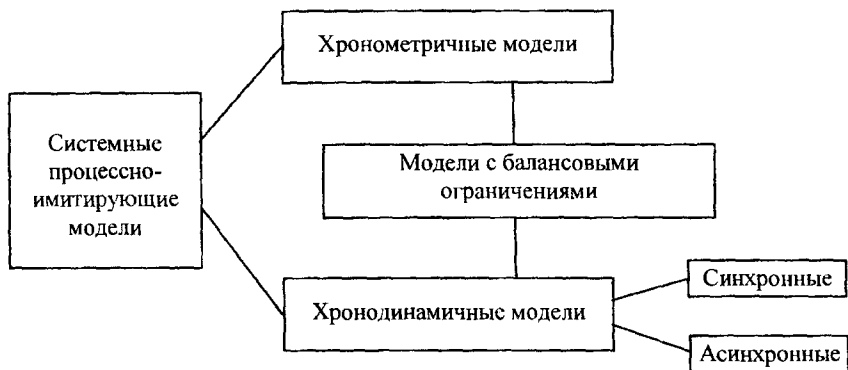 Хронометричные модели
Системные
процессно-
имитирующие
модели
Модели с балансовыми
ограничениями
Хронодинамичные модели
Синхронные
Асинхронные